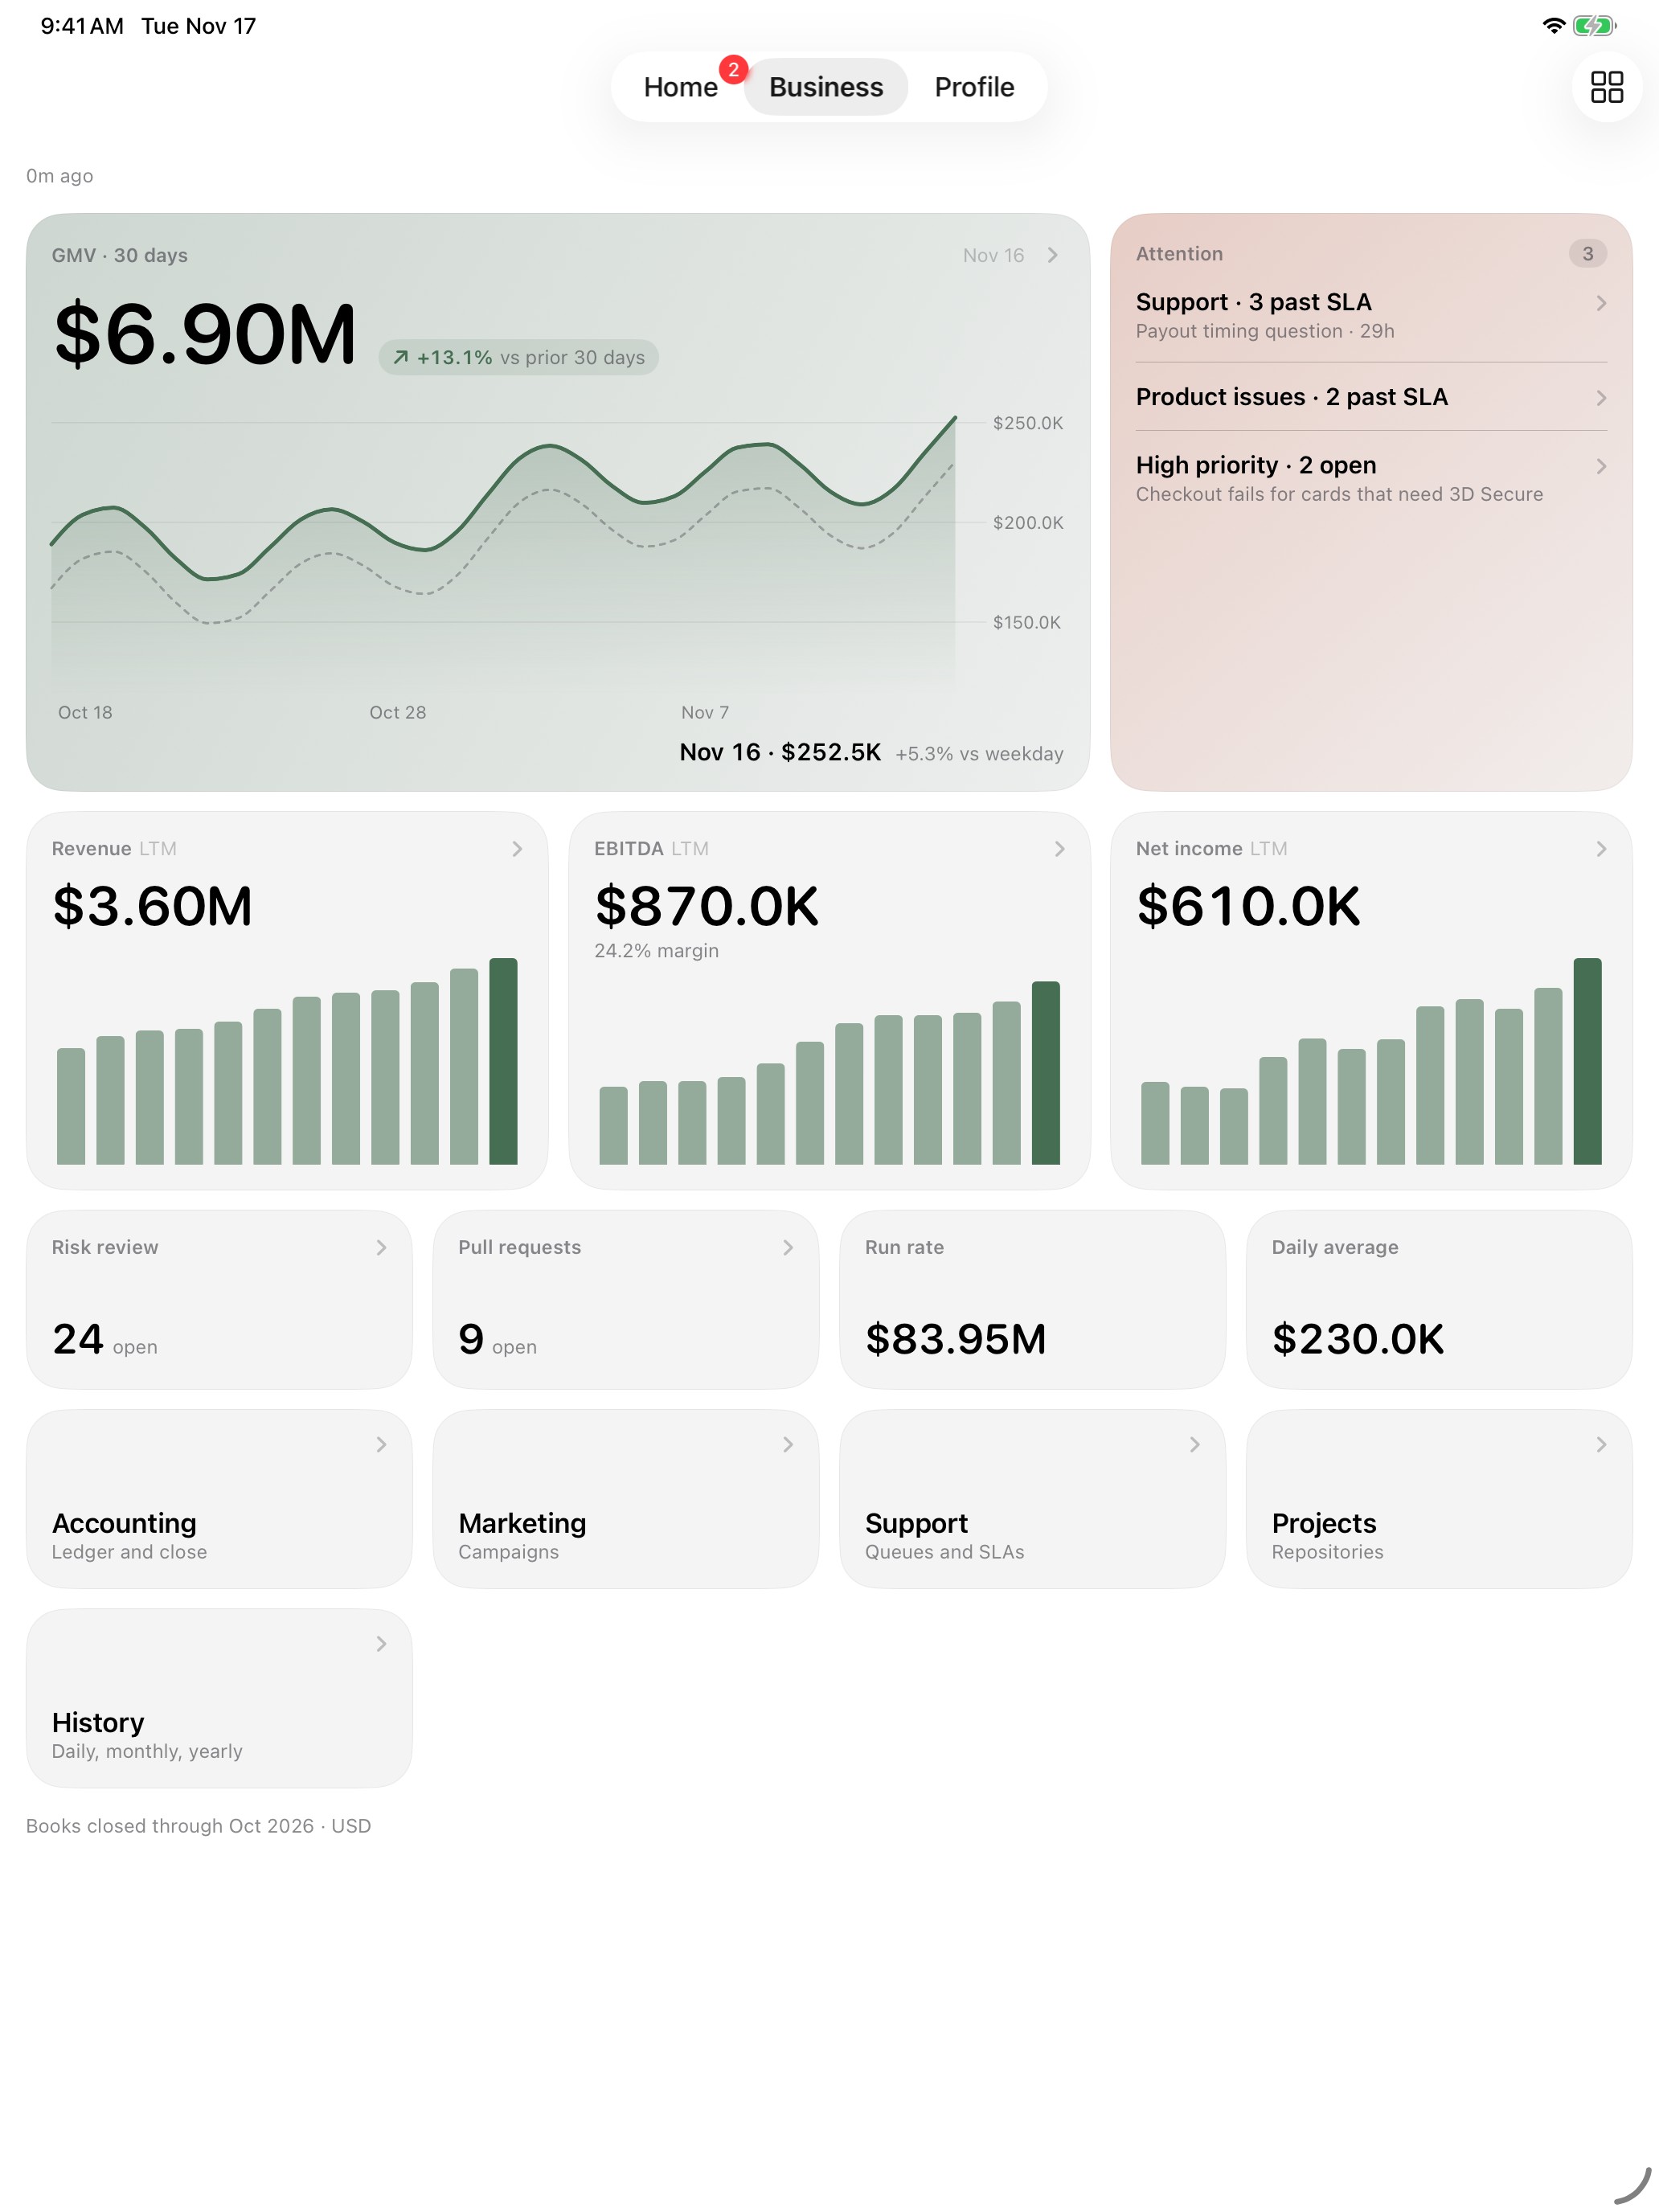 9:41 AM Tue Nov 17
Home 2 Business Profile
0m ago
GMV · 30 days Nov 16
$6.90M +13.1% vs prior 30 days
$250.0K
$200.0K
$150.0K
Oct 18 Oct 28 Nov 7
Nov 16 · $252.5K +5.3% vs weekday
Attention 3
Support · 3 past SLA
Payout timing question · 29h
Product issues · 2 past SLA
High priority · 2 open
Checkout fails for cards that need 3D Secure
Revenue LTM
$3.60M
EBITDA LTM
$870.0K
24.2% margin
Net income LTM
$610.0K
Risk review
24 open
Pull requests
9 open
Run rate
$83.95M
Daily average
$230.0K
Accounting
Ledger and close
Marketing
Campaigns
Support
Queues and SLAs
Projects
Repositories
History
Daily, monthly, yearly
Books closed through Oct 2026 · USD